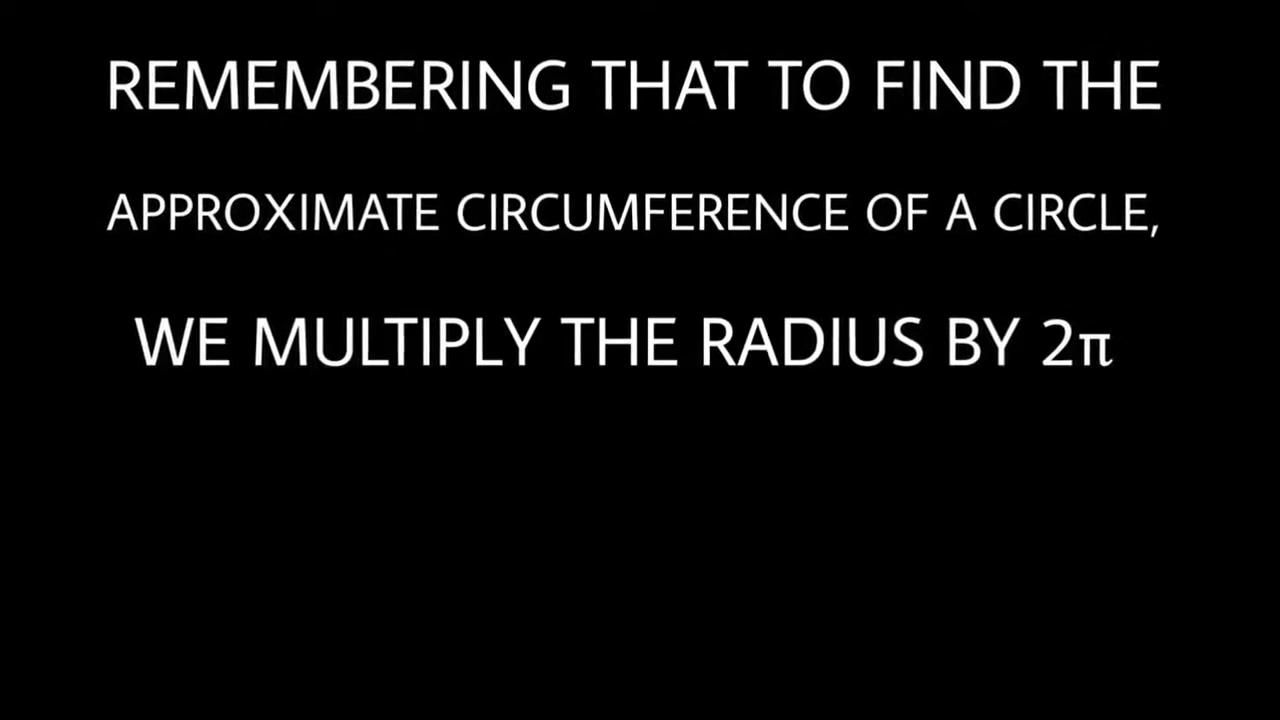 REMEMBERING THAT TO FIND THE
APPROXIMATE CIRCUMFERENCE OF A CIRCLE,
WE MULTIPLY THE RADIUS BY 2π